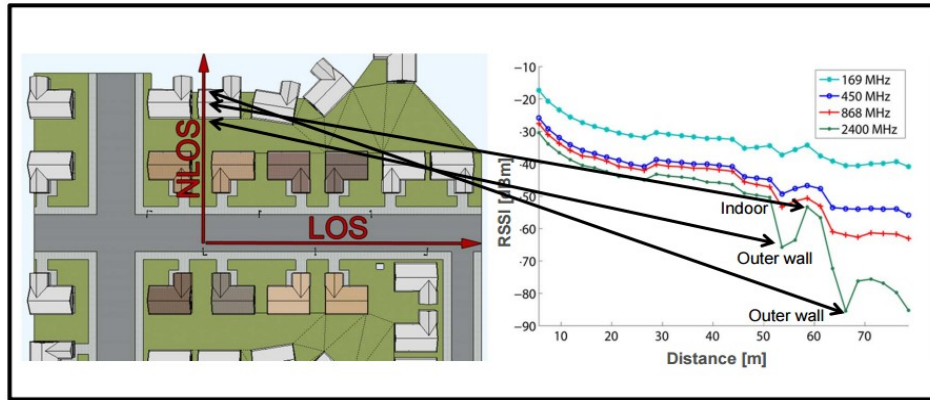 NLOS
LOS
−10
−20
−30
−40
−50
−60
−70
−80
−90
RSSI [dBm]
169 MHz
450 MHz
868 MHz
2400 MHz
Indoor
Outer wall
Outer wall
10
20
30
40
50
60
70
Distance [m]